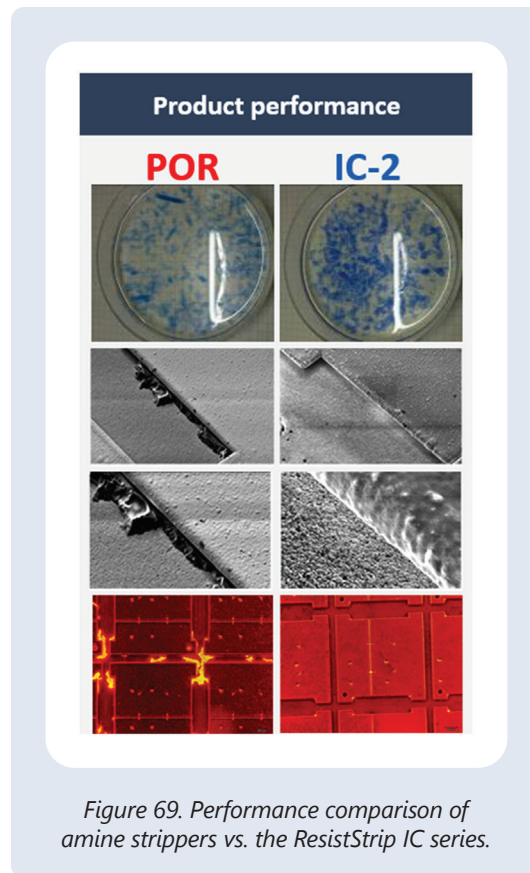 Product performance
POR
IC-2
Figure 69. Performance comparison of
amine strippers vs. the ResistStrip IC series.